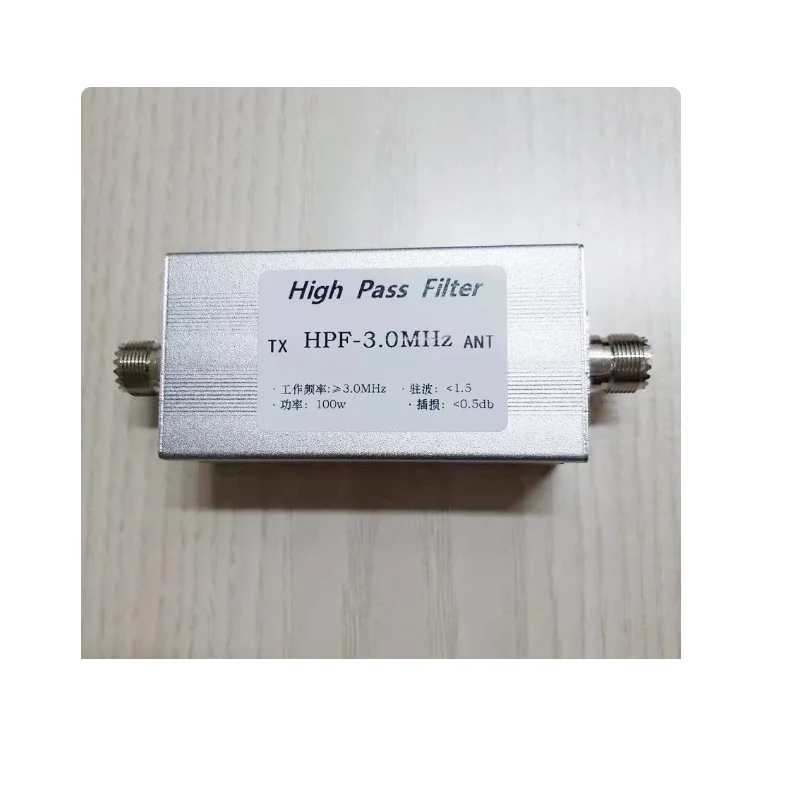 High Pass Filter
TX HPF-3.0MHz ANT
·工作频率:≥3.0MHz ·驻波: <1.5
·功率: 100w ·插损: <0.5db